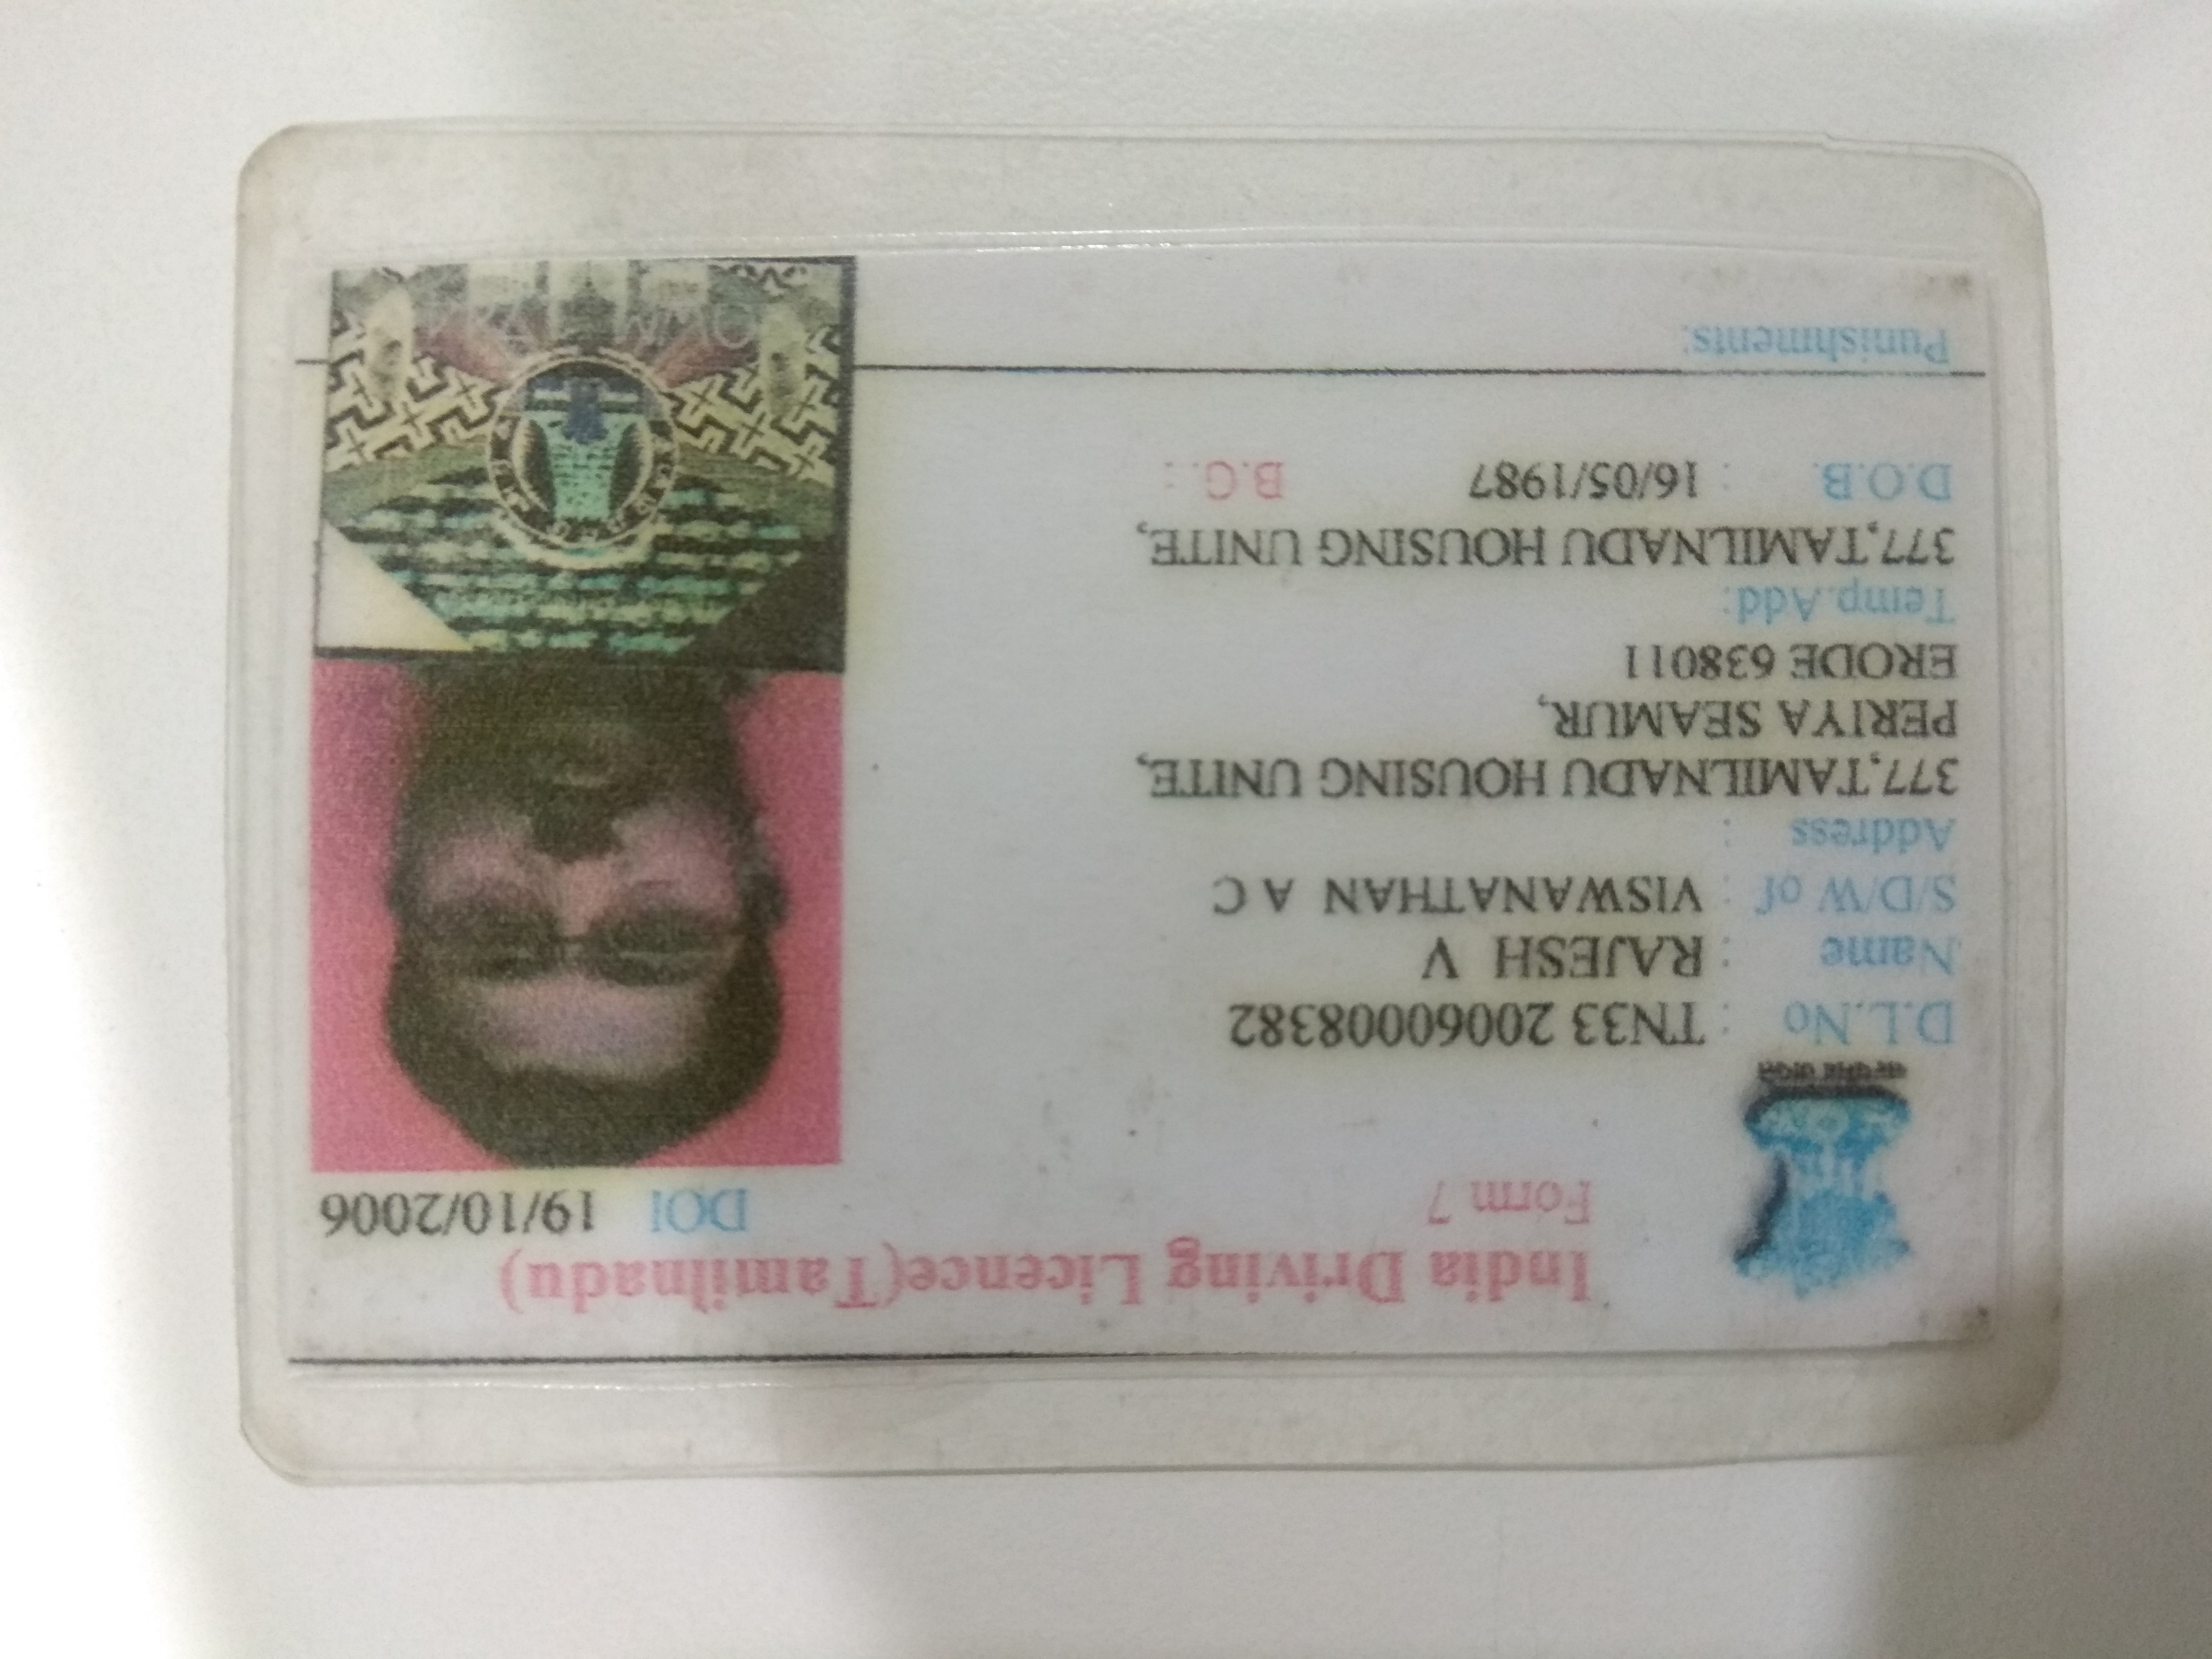 India Driving Licence(Tamilnadu)
Form 7
DOI 19/10/2006
D.L.No : TN33 20060008382
Name : RAJESH V
S/D/W of : VISWANATHAN A C
Address :
377,TAMILNADU HOUSING UNITE,
PERIYA SEAMUR,
ERODE 638011
Temp.Add:
377,TAMILNADU HOUSING UNITE,
D.O.B. : 16/05/1987 B.G. :
Punishments: